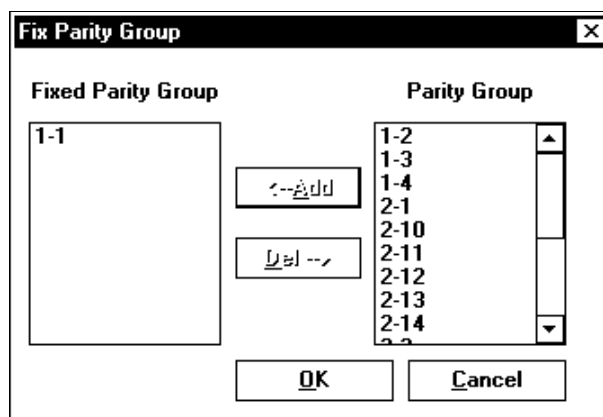 Fix Parity Group
Fixed Parity Group
Parity Group
1-1
1-2
1-3
1-4
2-1
2-10
2-11
2-12
2-13
2-14
<--Add
Del -->
OK
Cancel